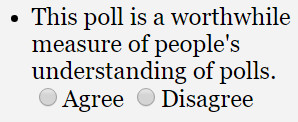 • This poll is a worthwhile
measure of people's
understanding of polls.
Agree Disagree